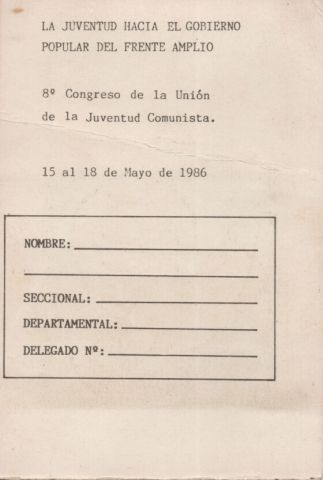 LA JUVENTUD HACIA EL GOBIERNO
POPULAR DEL FRENTE AMPLIO
8º Congreso de la Unión
de la Juventud Comunista.
15 al 18 de Mayo de 1986
NOMBRE:
SECCIONAL:
DEPARTAMENTAL:
DELEGADO Nº: